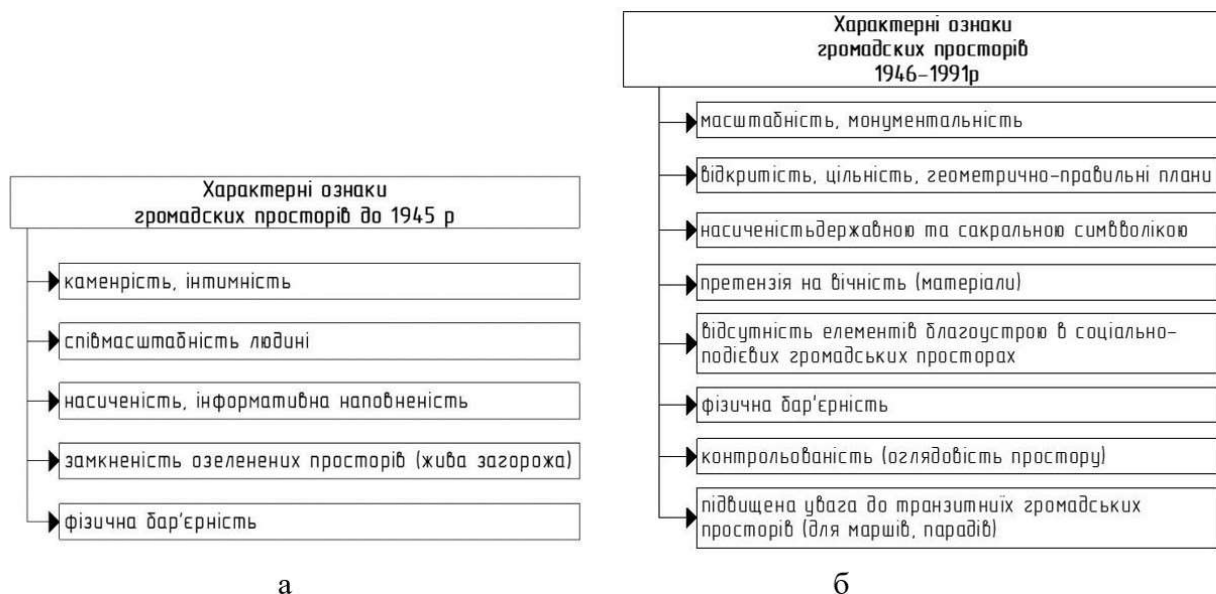 Характерні ознаки
громадских просторів до 1945 р
каменрість, інтимність
співмасштабність людині
насиченість, інформативна наповненість
замкненість озеленених просторів (жива загорожа)
фізична бар'єрність
а
Характерні ознаки
громадских просторів
1946-1991р
масштабність, монументальність
відкритість, цільність, геометрично-правильні плани
насиченістьдержавною та сакральною симвволікою
претензія на вічність (матеріали)
відсутність елементів благоустрою в соціально-
подієвих громадських просторах
фізична бар'єрність
контрольованість (оглядовість простору)
підвищена увага до транзитниїх громадських
просторів (для маршів, парадів)
б